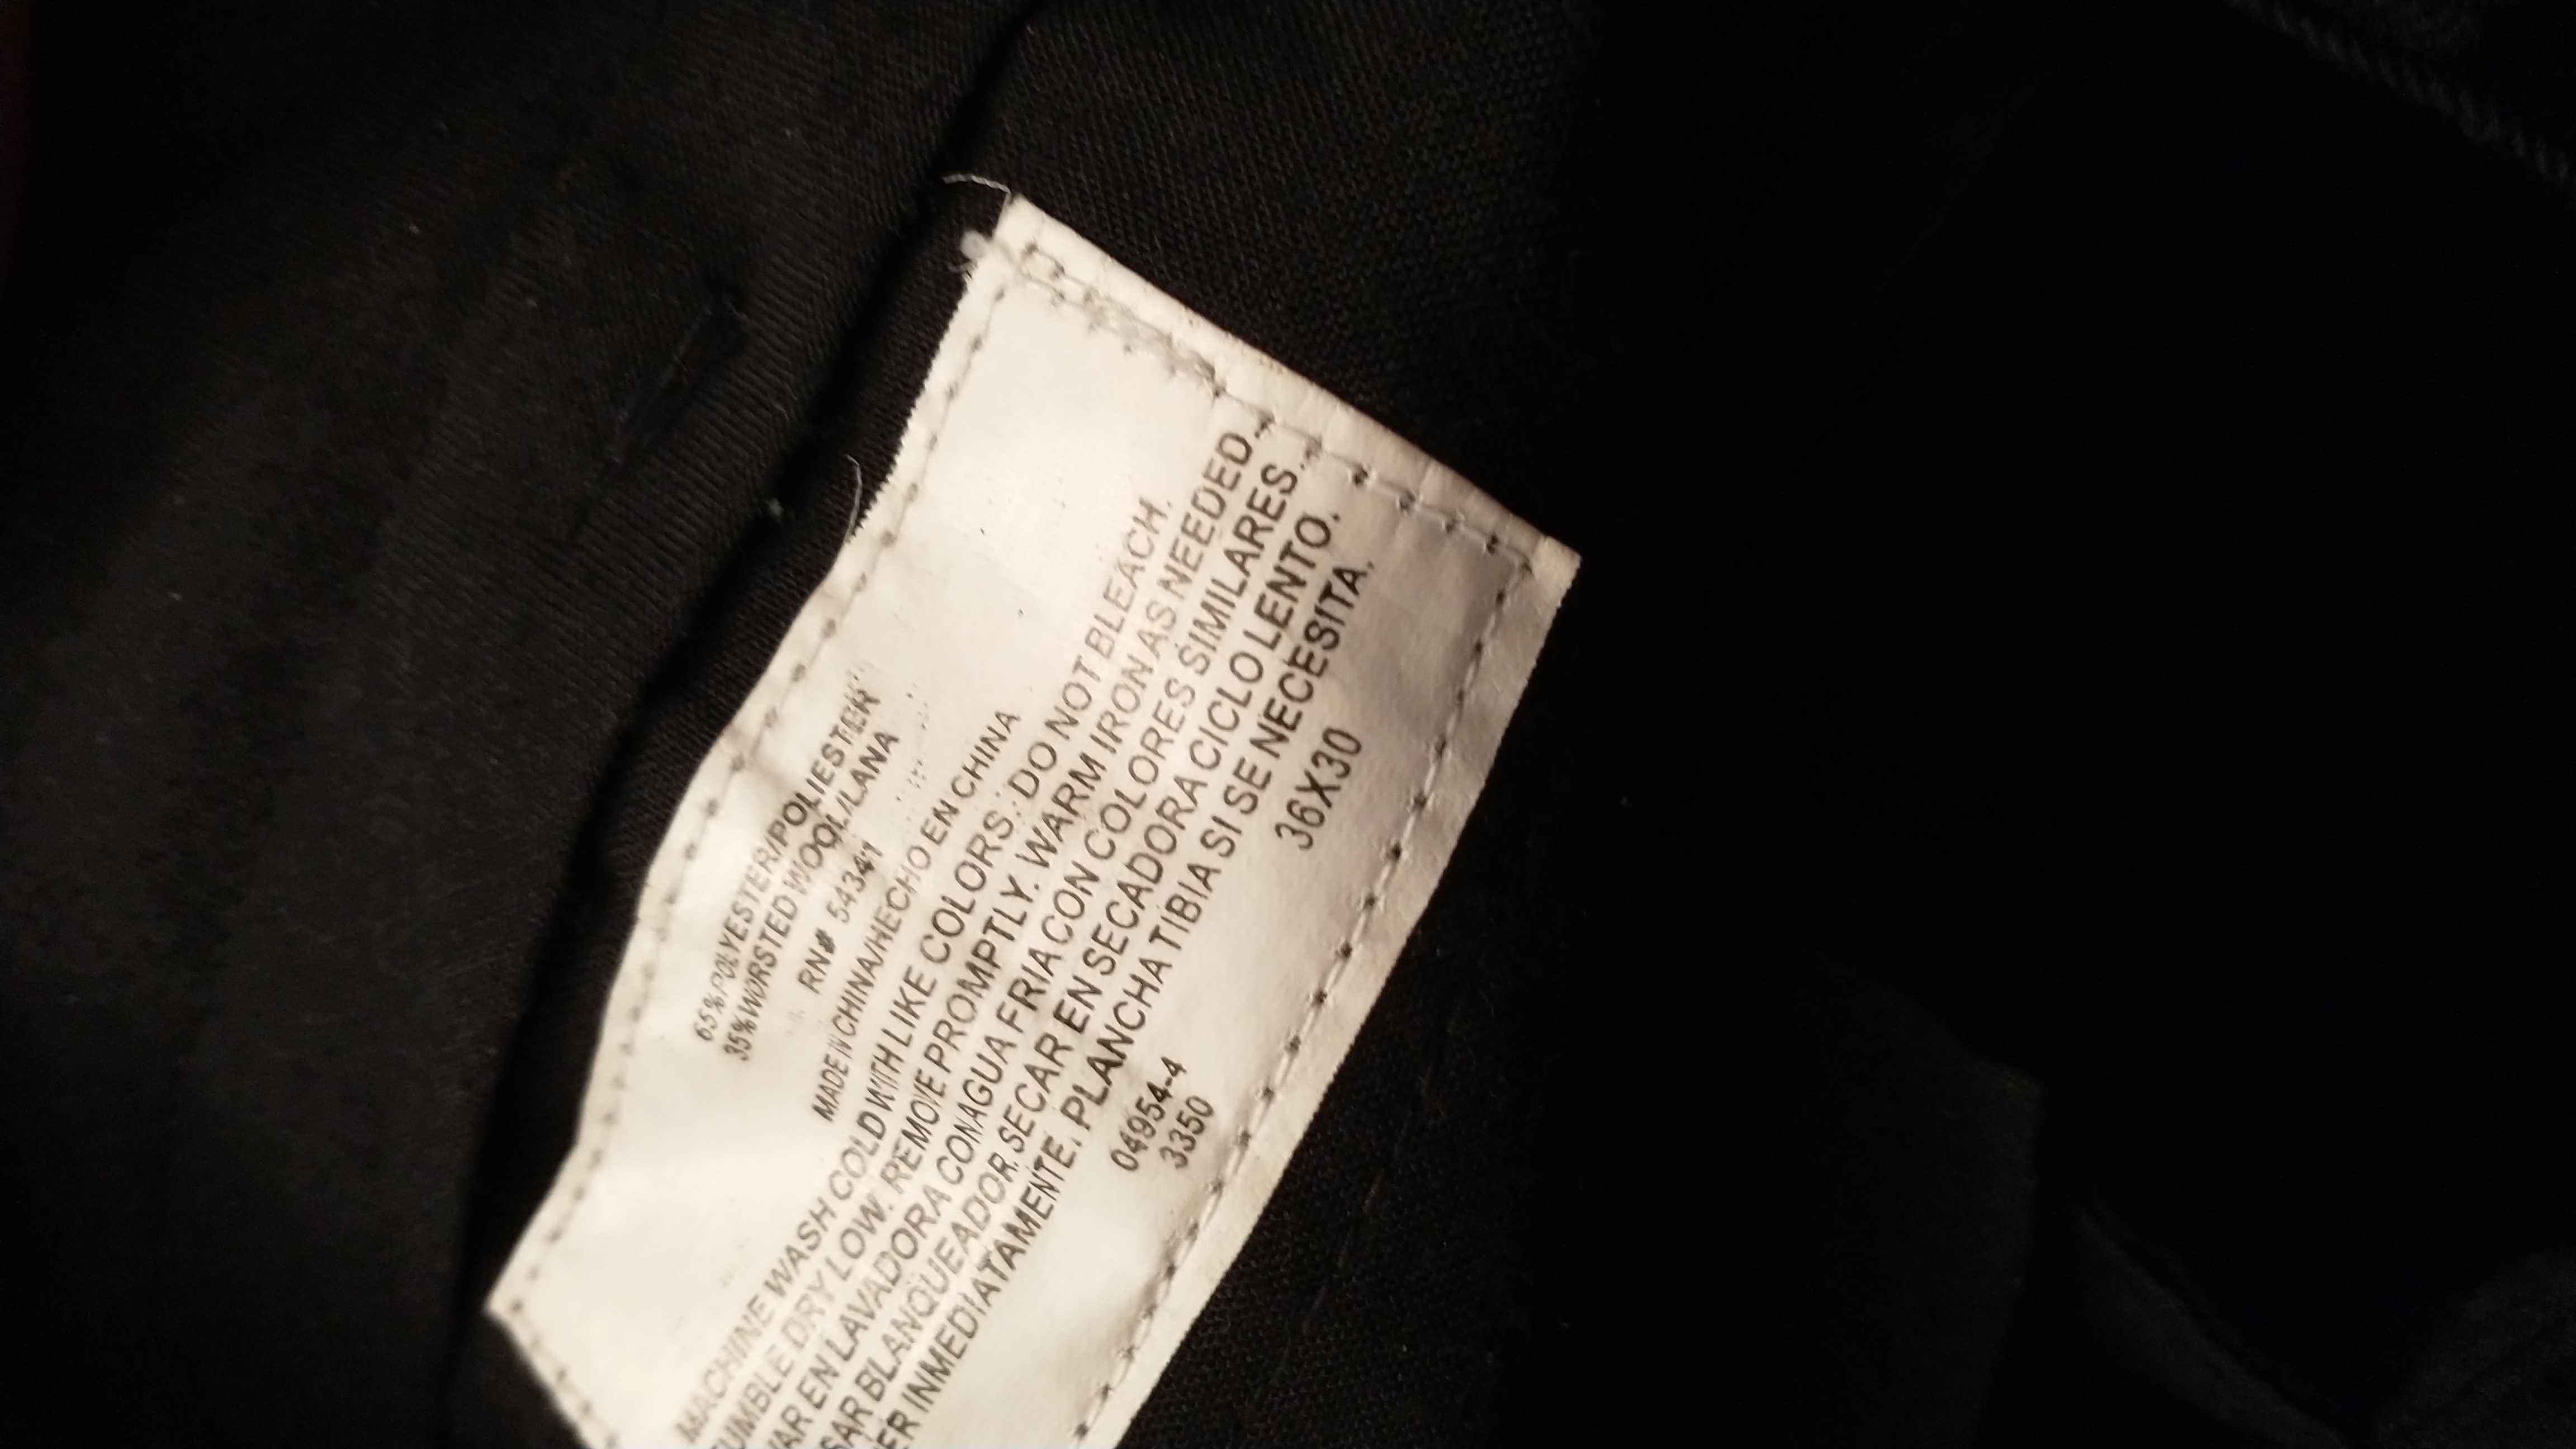 65% POLYESTER/POLIESTER
35% WORSTED WOOL/LANA
RN# 54341
MADE IN CHINA/HECHO EN CHINA
MACHINE WASH COLD WITH LIKE COLORS. DO NOT BLEACH.
TUMBLE DRY LOW. REMOVE PROMPTLY. WARM IRON AS NEEDED.
AR EN LAVADORA CON AGUA FRIA CON COLORES SIMILARES.
SAR BLANQUEADOR. SECAR EN SECADORA CICLO LENTO.
ER INMEDIATAMENTE. PLANCHA TIBIA SI SE NECESITA.
04954-4 36X30
3350